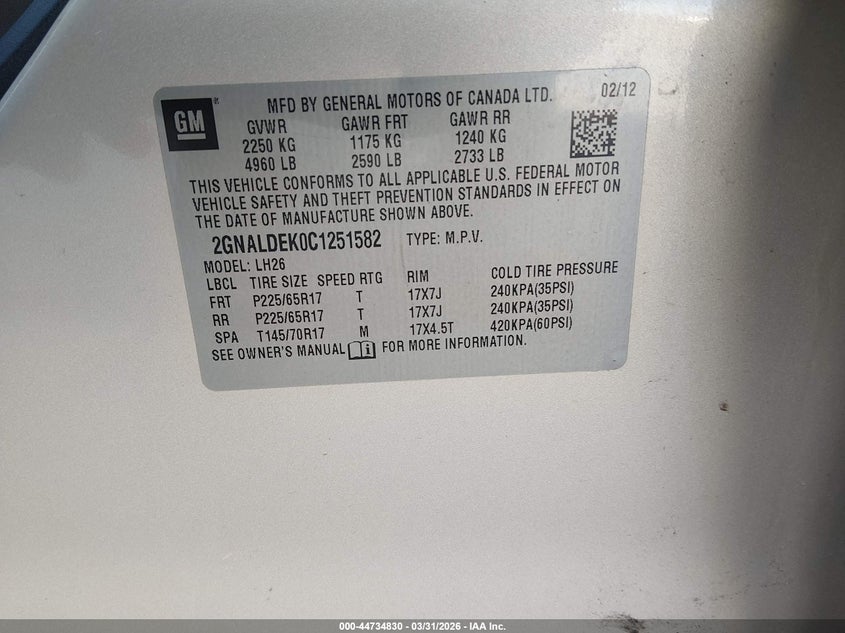 GM
MFD BY GENERAL MOTORS OF CANADA LTD. 02/12
GVWR GAWR FRT GAWR RR
2250 KG 1175 KG 1240 KG
4960 LB 2590 LB 2733 LB
THIS VEHICLE CONFORMS TO ALL APPLICABLE U.S. FEDERAL MOTOR
VEHICLE SAFETY AND THEFT PREVENTION STANDARDS IN EFFECT ON
THE DATE OF MANUFACTURE SHOWN ABOVE.
2GNALDEK0C1251582 TYPE: M.P.V.
MODEL: LH26
LBCL TIRE SIZE SPEED RTG RIM COLD TIRE PRESSURE
FRT P225/65R17 T 17X7J 240KPA(35PSI)
RR P225/65R17 T 17X7J 240KPA(35PSI)
SPA T145/70R17 M 17X4.5T 420KPA(60PSI)
SEE OWNER'S MANUAL i FOR MORE INFORMATION.
000-44734830 - 03/31/2026 - IAA Inc.